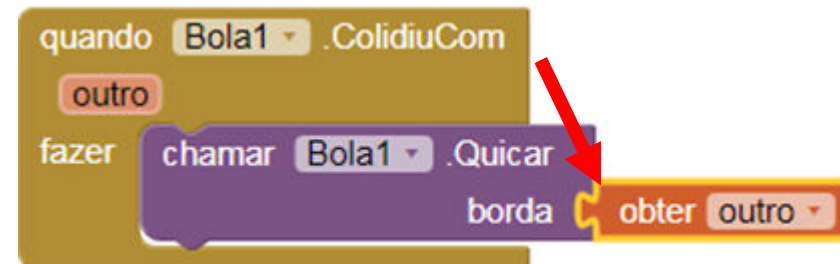 quando Bola1 .ColidiuCom
outro
fazer chamar Bola1 .Quicar
borda obter outro